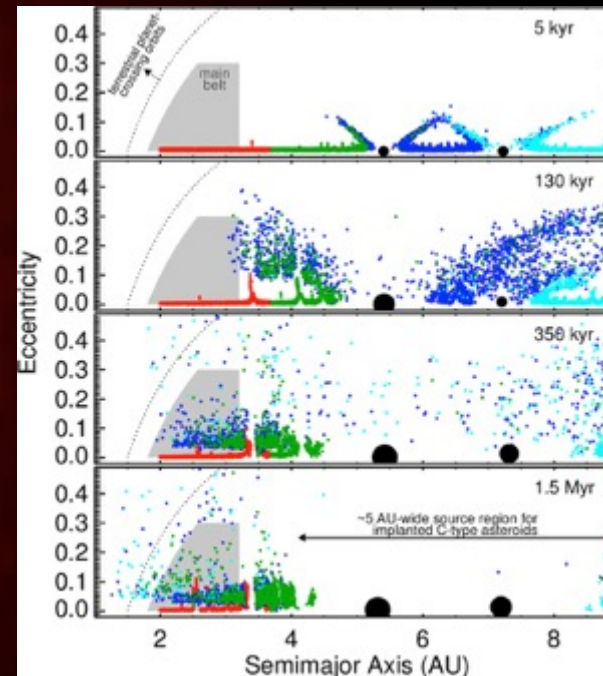 0.4
0.3
0.2
0.1
0.0
terrestrial planet-
crossing orbits
main
belt
5 kyr
0.4
0.3
0.2
0.1
0.0
130 kyr
Eccentricity
0.4
0.3
0.2
0.1
0.0
350 kyr
0.4
0.3
0.2
0.1
0.0
1.5 Myr
~5 AU-wide source region for
implanted C-type asteroids
2 4 6 8
Semimajor Axis (AU)